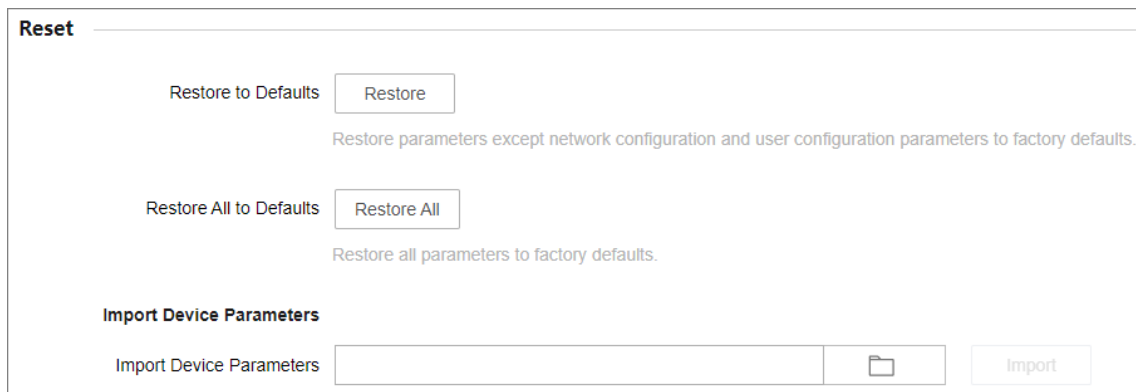 Reset
Restore to Defaults Restore
Restore parameters except network configuration and user configuration parameters to factory defaults.
Restore All to Defaults Restore All
Restore all parameters to factory defaults.
Import Device Parameters
Import Device Parameters Import